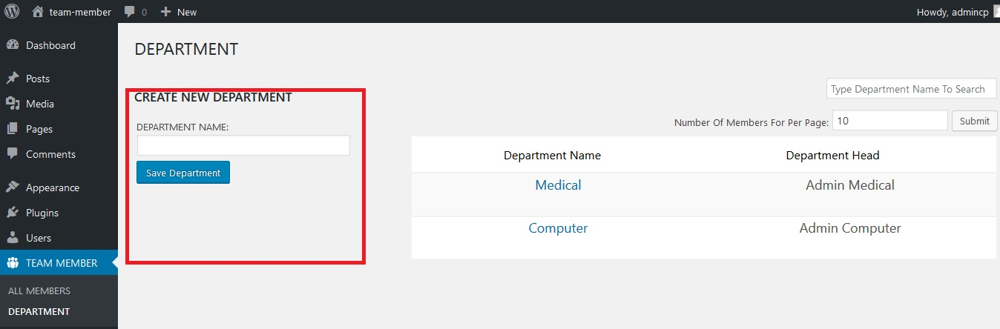 team-member 0 New Howdy, admincp
Dashboard
Posts
Media
Pages
Comments
Appearance
Plugins
Users
TEAM MEMBER
ALL MEMBERS
DEPARTMENT
DEPARTMENT
CREATE NEW DEPARTMENT
DEPARTMENT NAME:
Save Department
Type Department Name To Search
Number Of Members For Per Page: 10 Submit
Department Name Department Head
Medical Admin Medical
Computer Admin Computer